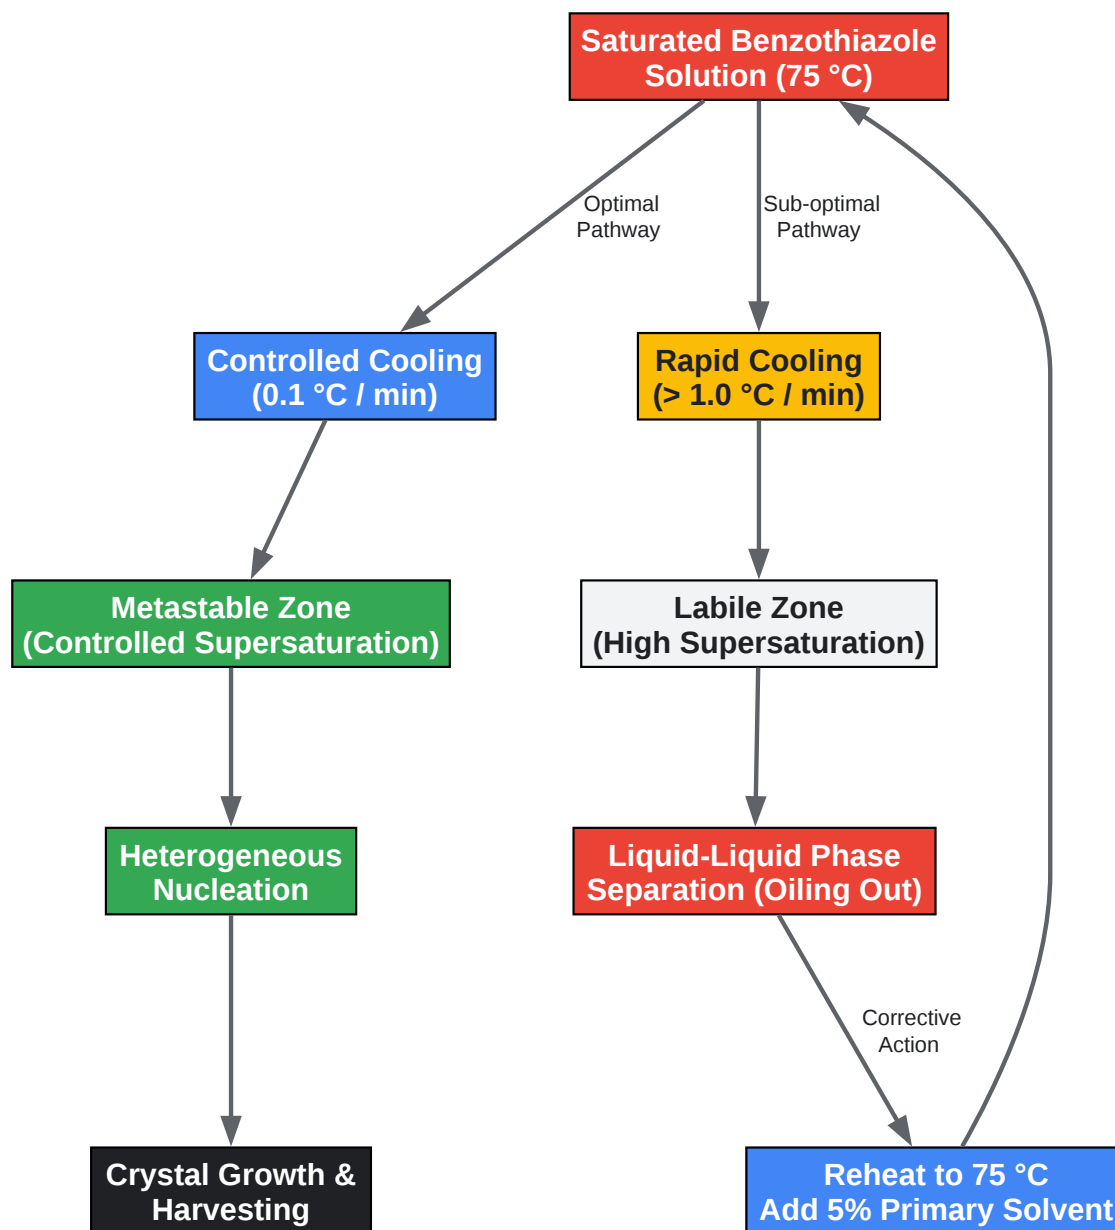 Saturated Benzothiazole
Solution (75 °C)
Optimal
Pathway
Sub-optimal
Pathway
Controlled Cooling
(0.1 °C / min)
Rapid Cooling
(> 1.0 °C / min)
Metastable Zone
(Controlled Supersaturation)
Labile Zone
(High Supersaturation)
Heterogeneous
Nucleation
Liquid-Liquid Phase
Separation (Oiling Out)
Corrective
Action
Crystal Growth &
Harvesting
Reheat to 75 °C
Add 5% Primary Solvent